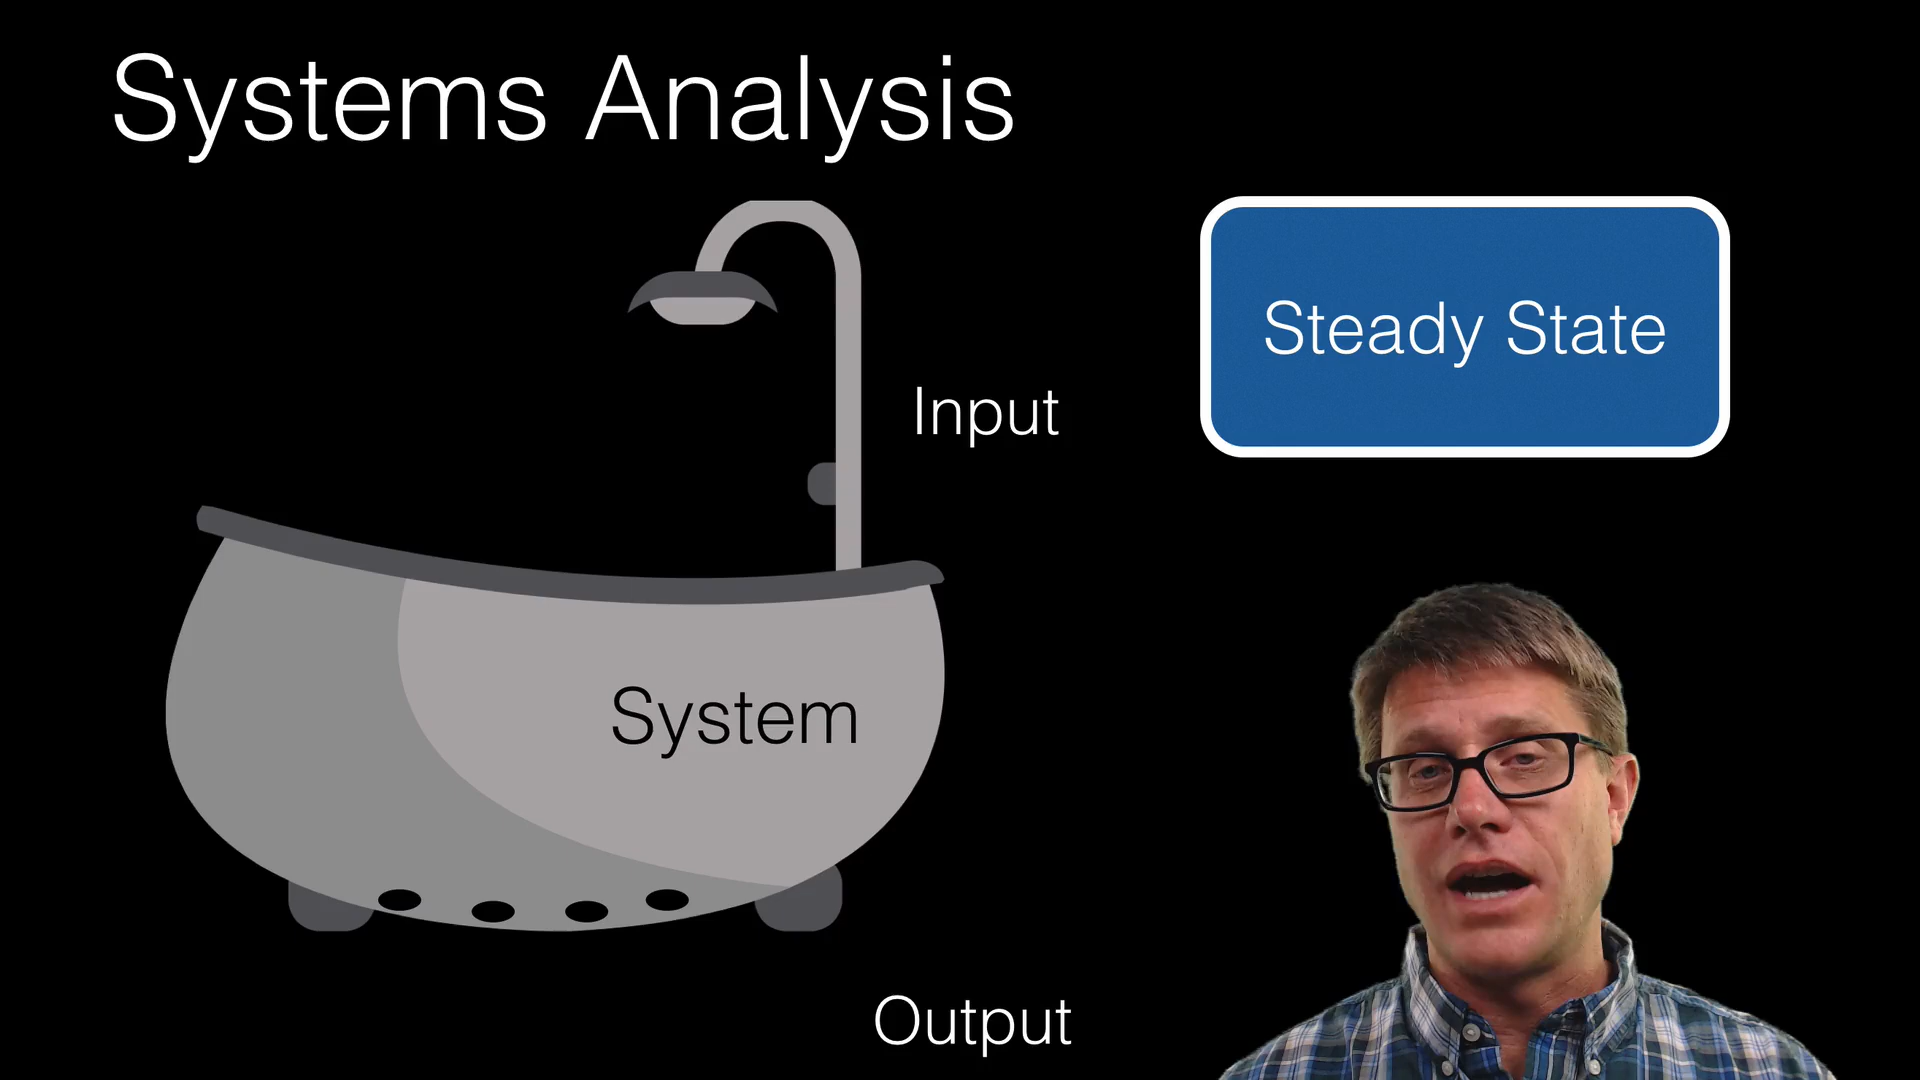 Systems Analysis
Steady State
Input
System
Output